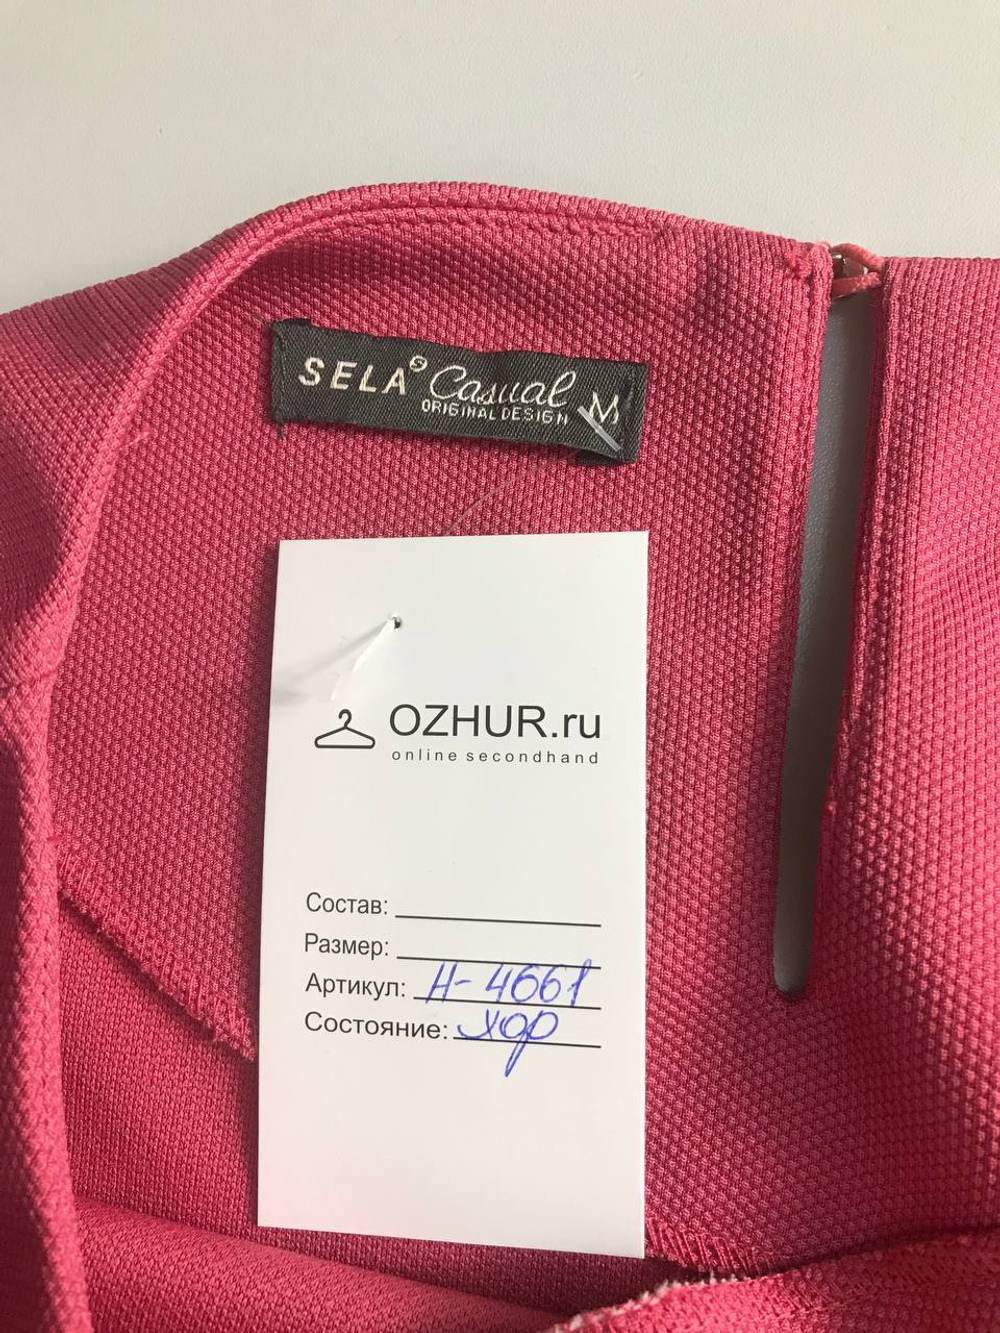 SELA S Casual M
ORIGINAL DESIGN
OZHUR.ru
online secondhand
Состав:
Размер:
Артикул: Н-4661
Состояние: хор